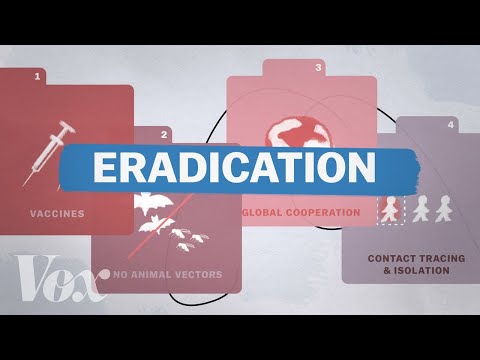 1
VACCINES
2
NO ANIMAL VECTORS
3
GLOBAL COOPERATION
4
CONTACT TRACING
& ISOLATION
ERADICATION
Vox